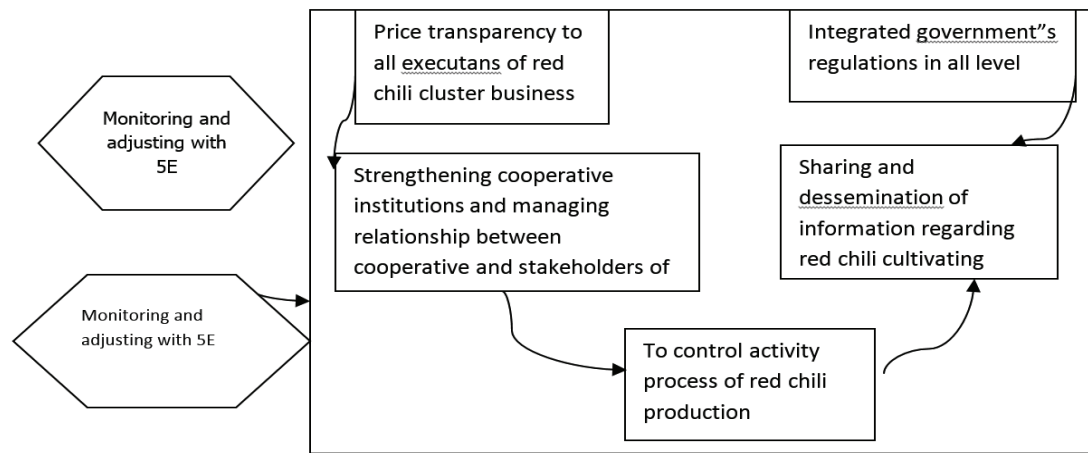 Price transparency to
all executans of red
chili cluster business
Integrated government”s
regulations in all level
Monitoring and
adjusting with
5E
Strengthening cooperative
institutions and managing
relationship between
cooperative and stakeholders of
Sharing and
dessemination of
information regarding
red chili cultivating
Monitoring and
adjusting with 5E
To control activity
process of red chili
production